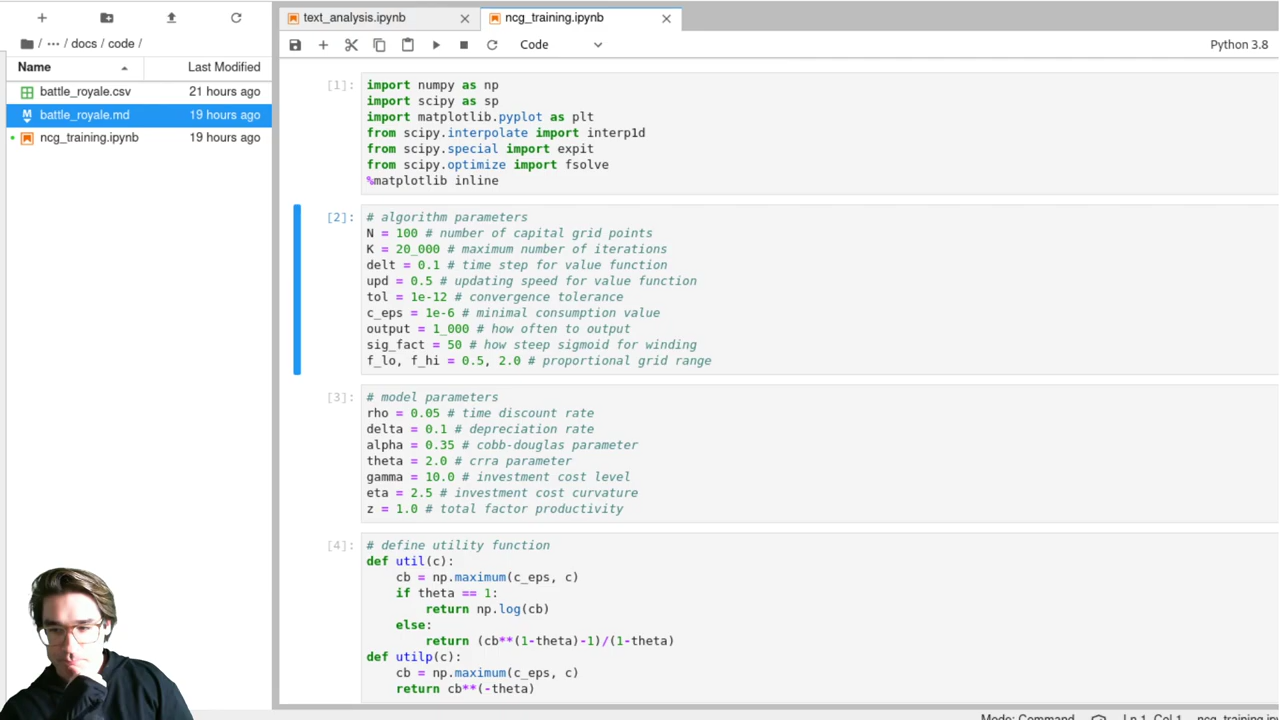 text_analysis.ipynb
ncg_training.ipynb
/ ··· / docs / code /
Code
Python 3.8
Name Last Modified
battle_royale.csv 21 hours ago
battle_royale.md 19 hours ago
ncg_training.ipynb 19 hours ago
[1]:
import numpy as np
import scipy as sp
import matplotlib.pyplot as plt
from scipy.interpolate import interp1d
from scipy.special import expit
from scipy.optimize import fsolve
%matplotlib inline
[2]:
# algorithm parameters
N = 100 # number of capital grid points
K = 20_000 # maximum number of iterations
delt = 0.1 # time step for value function
upd = 0.5 # updating speed for value function
tol = 1e-12 # convergence tolerance
c_eps = 1e-6 # minimal consumption value
output = 1_000 # how often to output
sig_fact = 50 # how steep sigmoid for winding
f_lo, f_hi = 0.5, 2.0 # proportional grid range
[3]:
# model parameters
rho = 0.05 # time discount rate
delta = 0.1 # depreciation rate
alpha = 0.35 # cobb-douglas parameter
theta = 2.0 # crra parameter
gamma = 10.0 # investment cost level
eta = 2.5 # investment cost curvature
z = 1.0 # total factor productivity
[4]:
# define utility function
def util(c):
    cb = np.maximum(c_eps, c)
    if theta == 1:
        return np.log(cb)
    else:
        return (cb**(1-theta)-1)/(1-theta)
def utilp(c):
    cb = np.maximum(c_eps, c)
    return cb**(-theta)
Mode: Command Ln 1, Col 1 ncg_training.ip